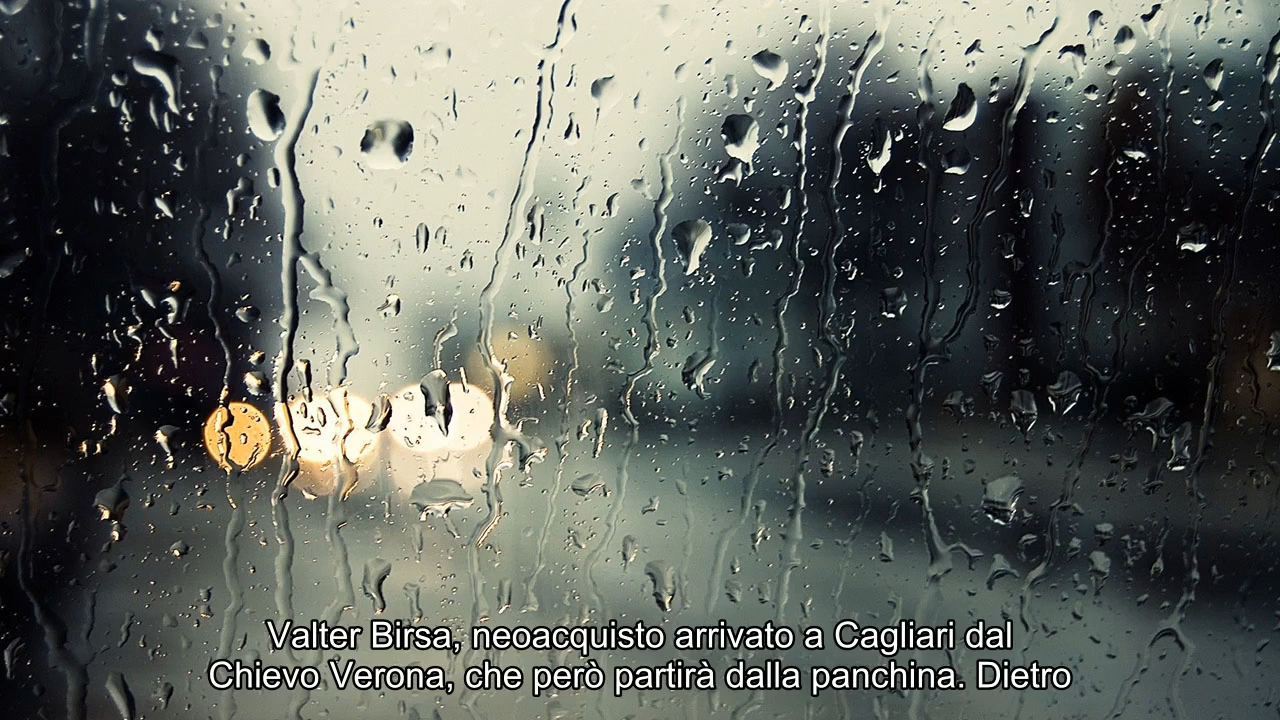 Valter Birsa, neoacquisto arrivato a Cagliari dal
Chievo Verona, che però partirà dalla panchina. Dietro